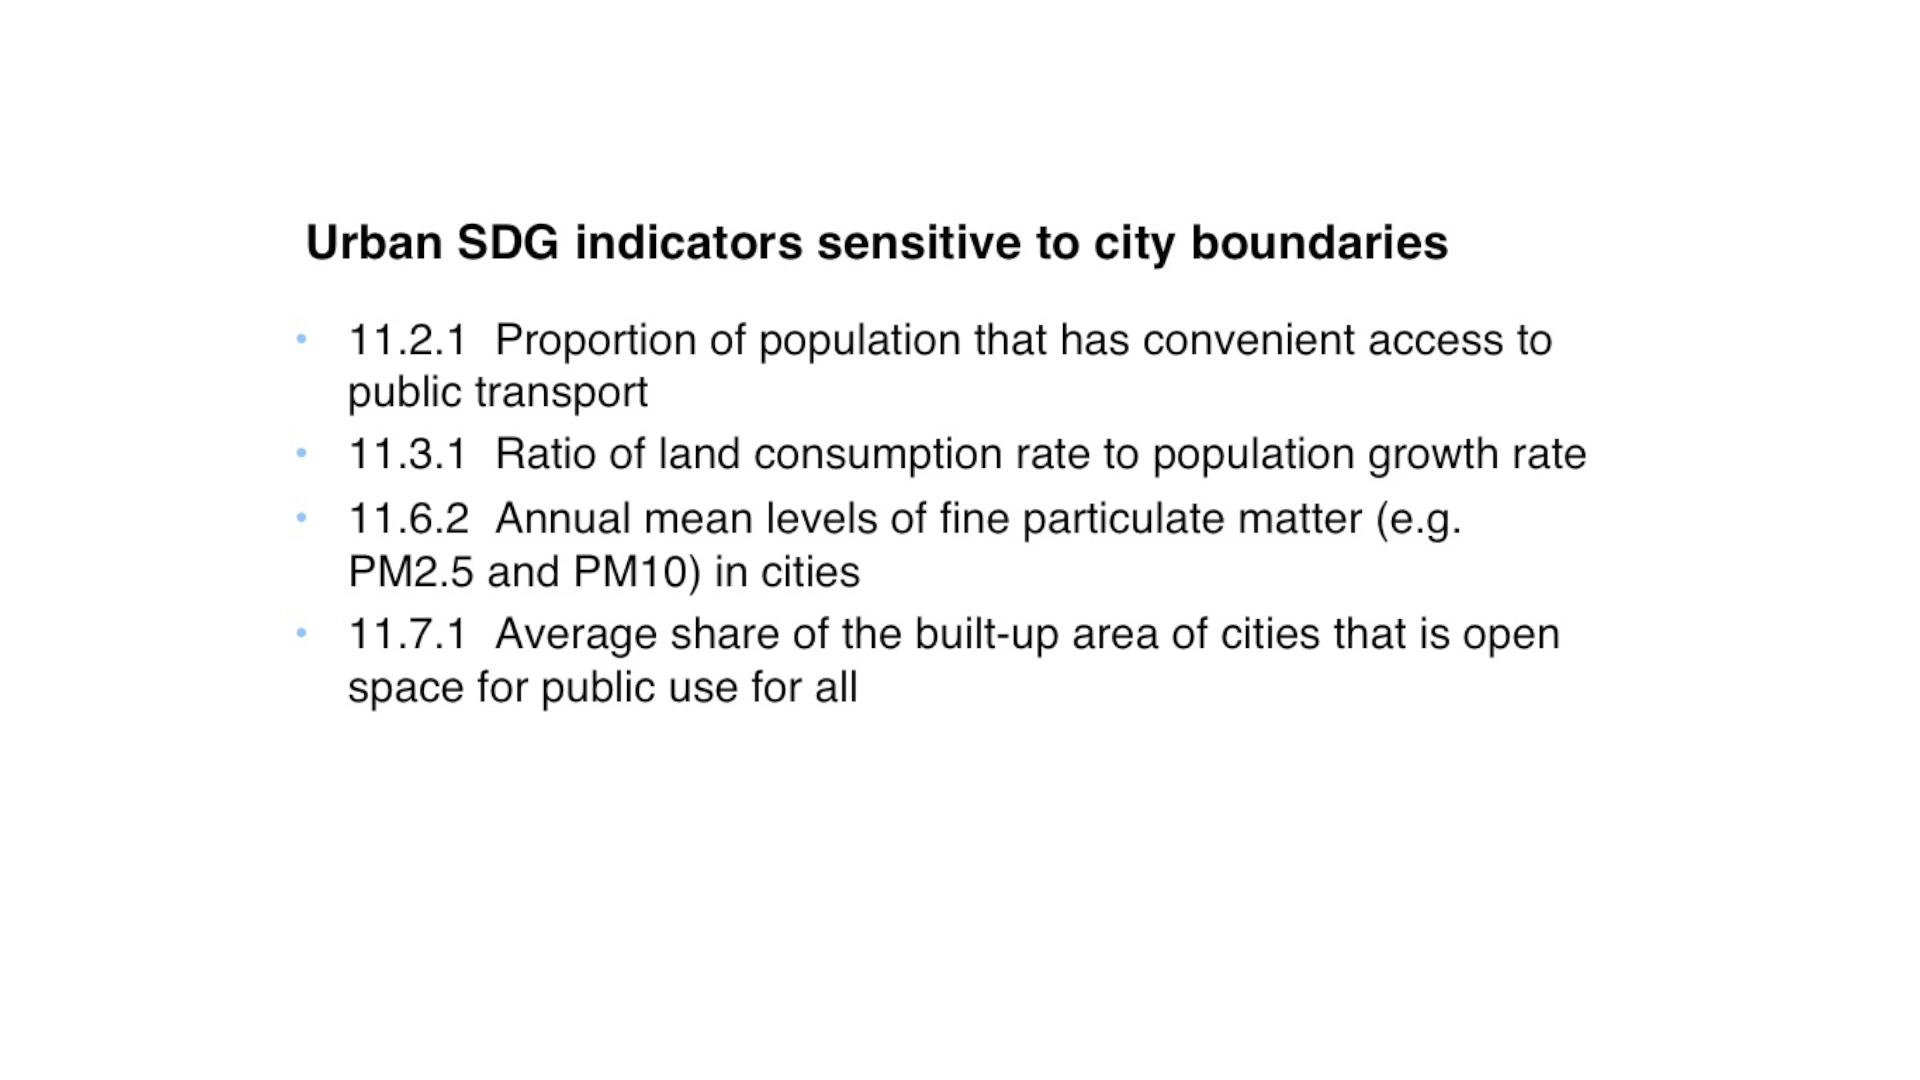 Urban SDG indicators sensitive to city boundaries
• 11.2.1 Proportion of population that has convenient access to
public transport
• 11.3.1 Ratio of land consumption rate to population growth rate
• 11.6.2 Annual mean levels of fine particulate matter (e.g.
PM2.5 and PM10) in cities
• 11.7.1 Average share of the built-up area of cities that is open
space for public use for all